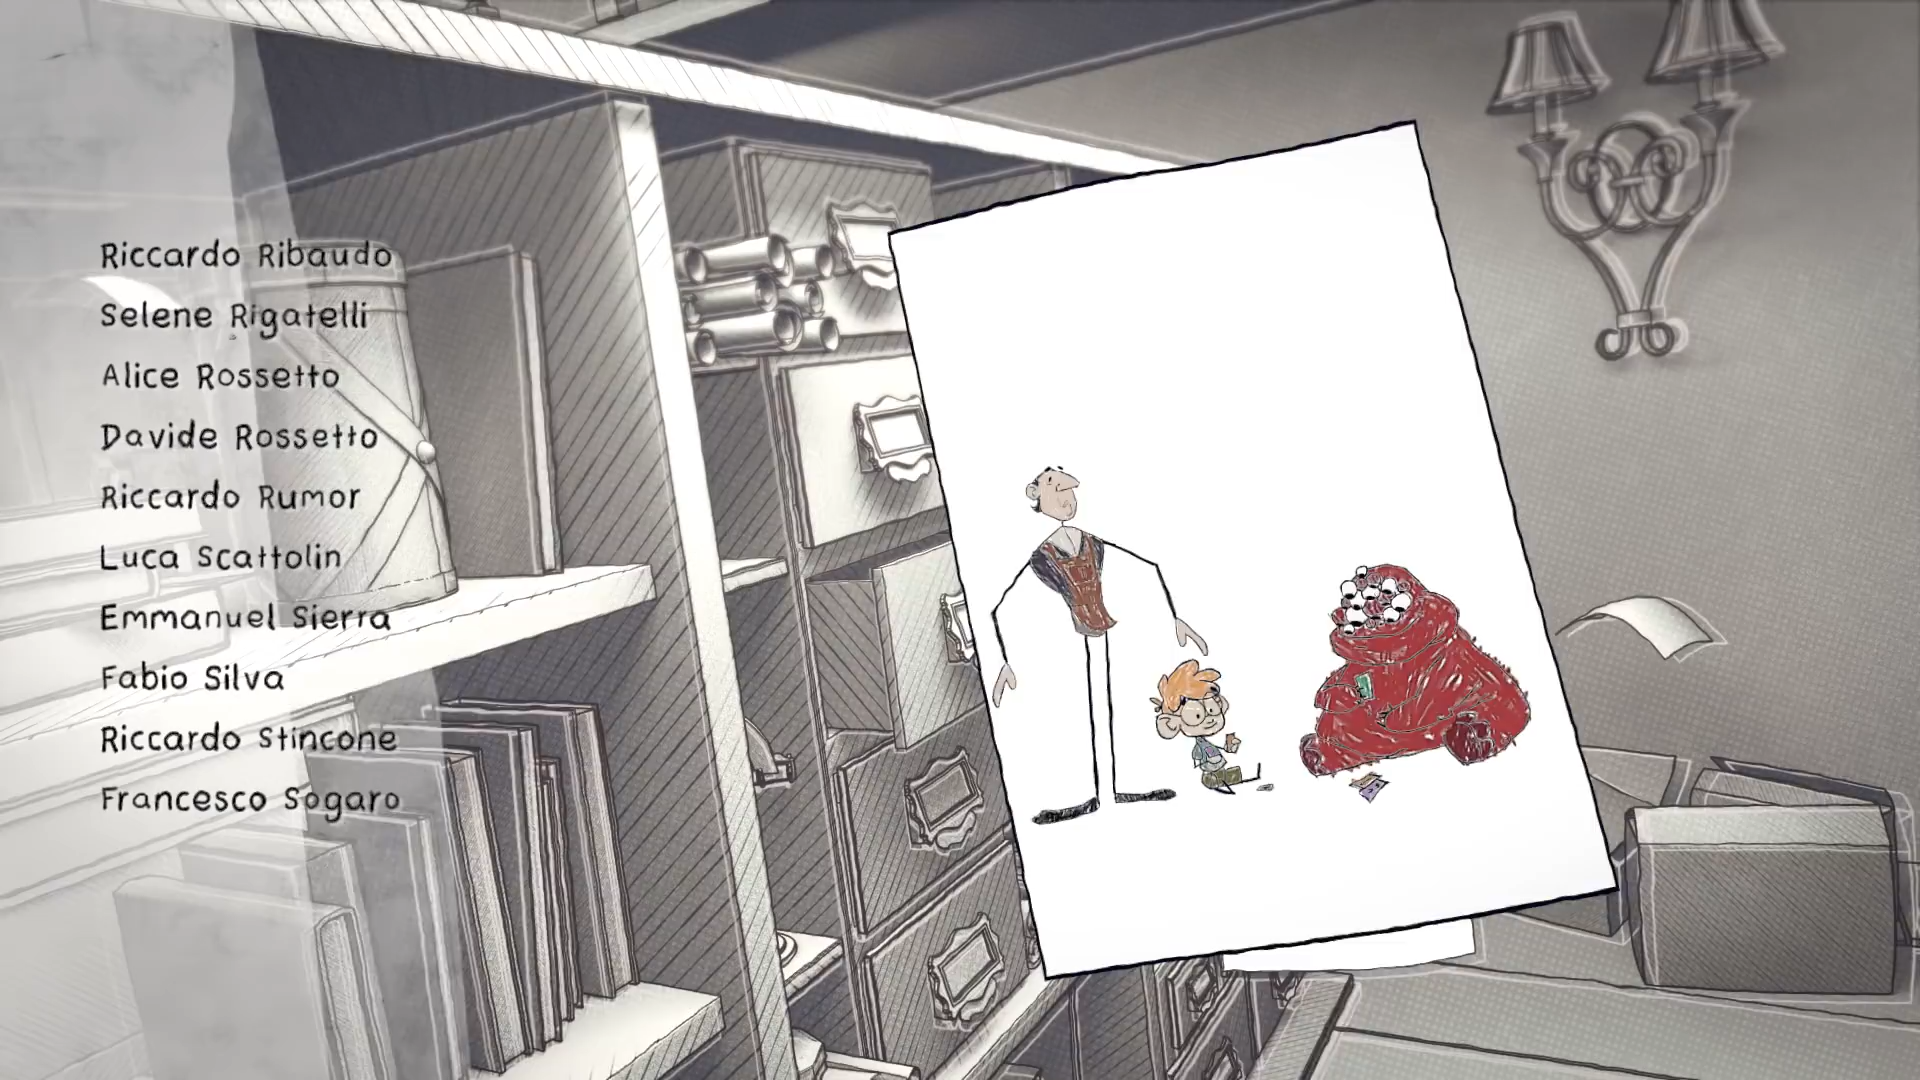 Riccardo Ribaudo
Selene Rigatelli
Alice Rossetto
Davide Rossetto
Riccardo Rumor
Luca Scattolin
Emmanuel Sierra
Fabio Silva
Riccardo Stincone
Francesco Sogaro